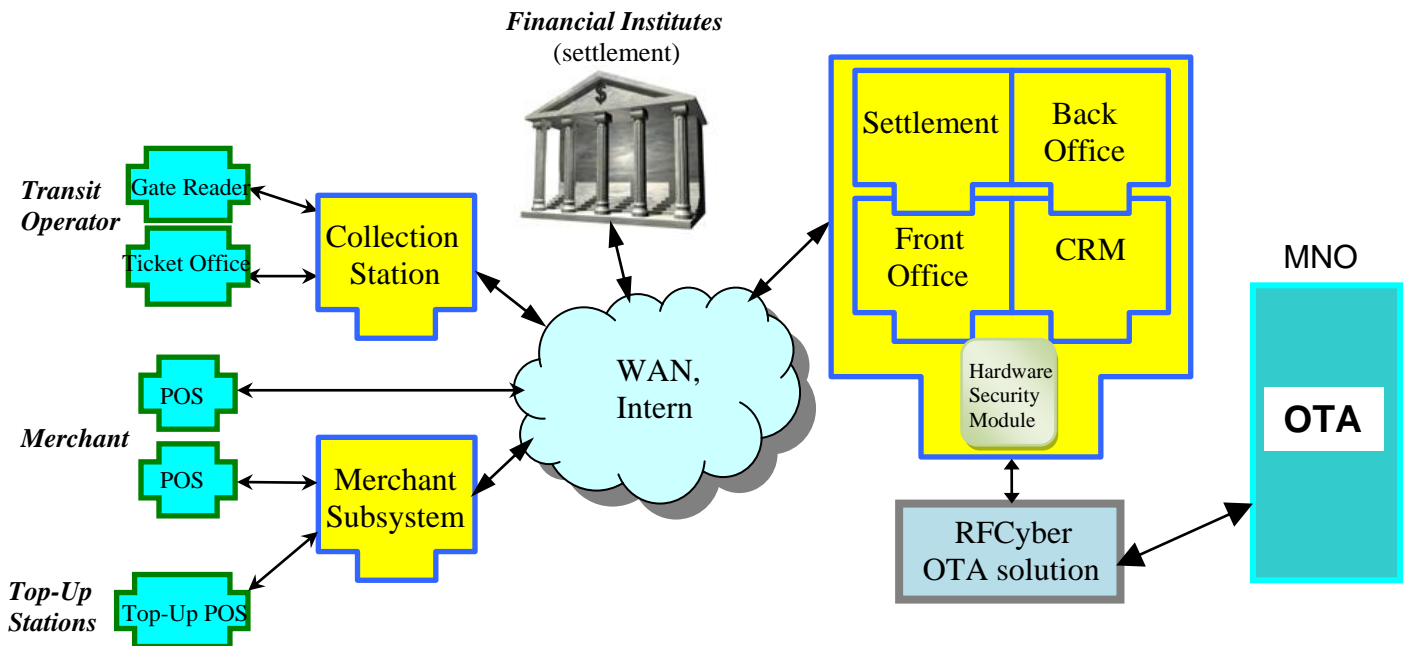 Financial Institutes
(settlement)
$
Settlement
Back
Office
Front
Office
CRM
Hardware
Security
Module
MNO
OTA
RFCyber
OTA solution
Transit
Operator
Gate Reader
Ticket Office
Collection
Station
WAN,
Intern
Merchant
POS
POS
Merchant
Subsystem
Top-Up
Stations
Top-Up POS